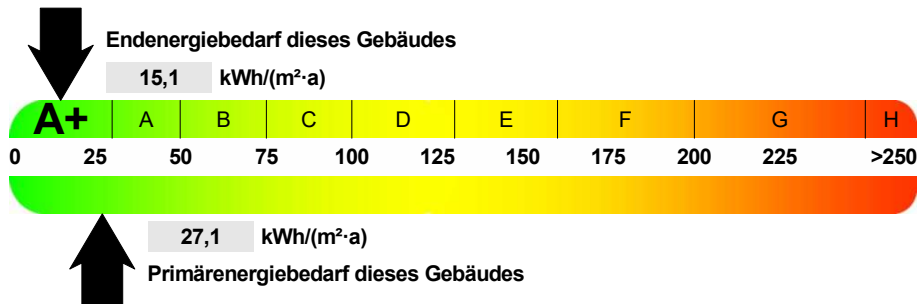 Endenergiebedarf dieses Gebäudes
15,1 kWh/(m²·a)
A+ A B C D E F G H
0 25 50 75 100 125 150 175 200 225 >250
27,1 kWh/(m²·a)
Primärenergiebedarf dieses Gebäudes